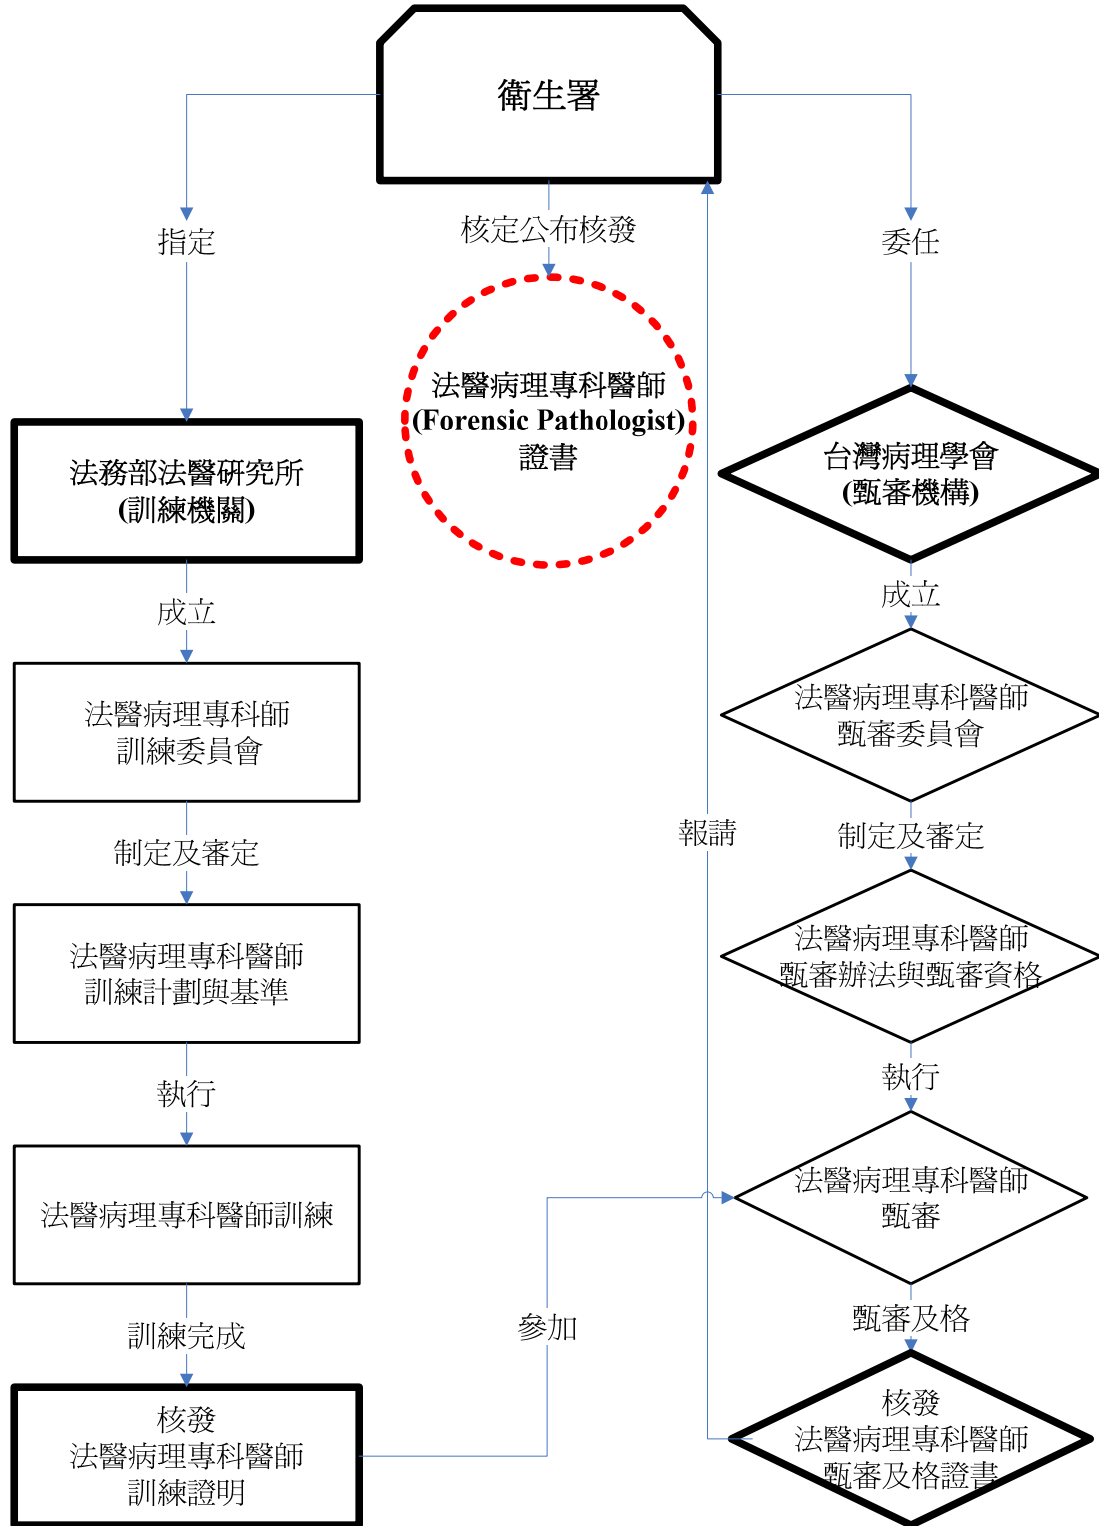 衛生署
指定
核定公布核發
委任
法醫病理專科醫師
(Forensic Pathologist)
證書
法務部法醫研究所
(訓練機關)
台灣病理學會
(甄審機構)
成立
成立
法醫病理專科師
訓練委員會
法醫病理專科醫師
甄審委員會
制定及審定
報請
制定及審定
法醫病理專科醫師
訓練計劃與基準
法醫病理專科醫師
甄審辦法與甄審資格
執行
執行
法醫病理專科醫師訓練
法醫病理專科醫師
甄審
訓練完成
參加
甄審及格
核發
法醫病理專科醫師
訓練證明
核發
法醫病理專科醫師
甄審及格證書